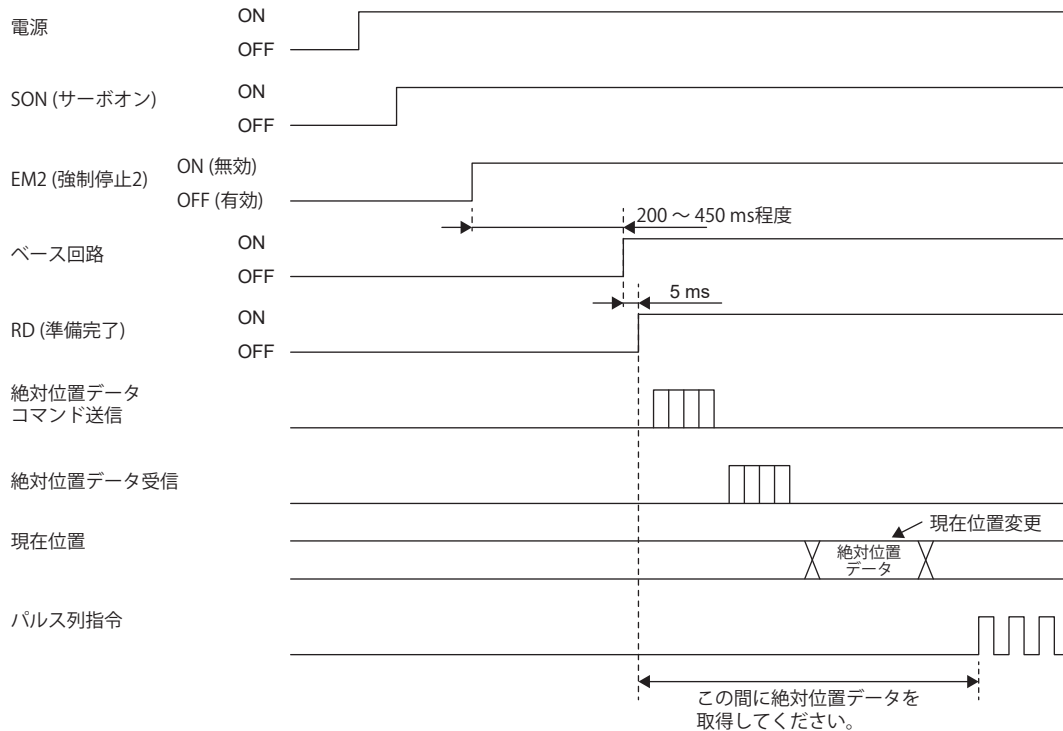 電源
ON
OFF
SON (サーボオン)
ON
OFF
EM2 (強制停止2)
ON (無効)
OFF (有効)
200 ～ 450 ms程度
ベース回路
ON
OFF
5 ms
RD (準備完了)
ON
OFF
絶対位置データ
コマンド送信
絶対位置データ受信
現在位置変更
現在位置
絶対位置
データ
パルス列指令
この間に絶対位置データを
取得してください。